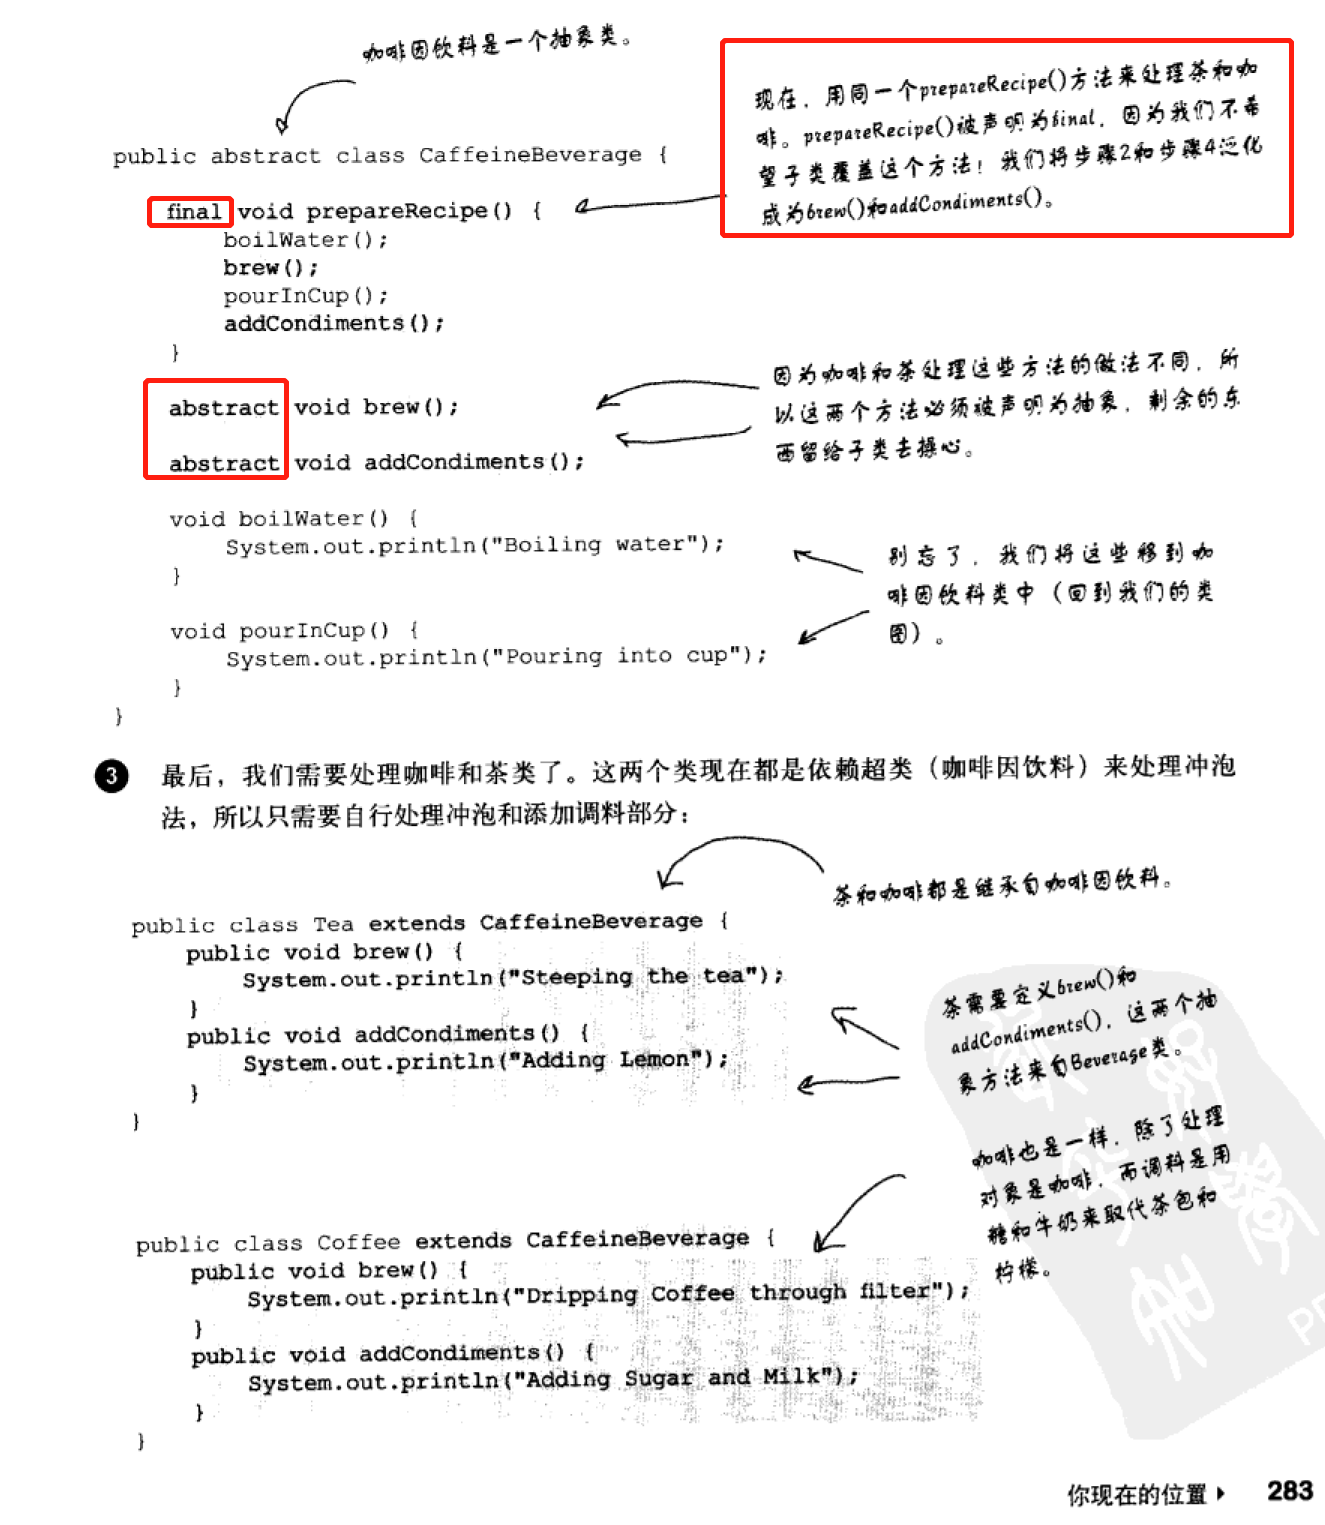 咖啡因饮料是一个抽象类。
现在，用同一个prepareRecipe()方法来处理茶和咖
啡。prepareRecipe()被声明为final，因为我们不希
望子类覆盖这个方法！我们将步骤2和步骤4泛化
成为brew()和addCondiments()。
public abstract class CaffeineBeverage {
final void prepareRecipe() {
boilWater();
brew();
pourInCup();
addCondiments();
}
因为咖啡和茶处理这些方法的做法不同，所
以这两个方法必须被声明为抽象，剩余的东
西留给子类去操心。
abstract void brew();
abstract void addCondiments();
void boilWater() {
System.out.println("Boiling water");
}
别忘了，我们将这些移到咖
啡因饮料类中（回到我们的类
图）。
void pourInCup() {
System.out.println("Pouring into cup");
}
}
3 最后，我们需要处理咖啡和茶类了。这两个类现在都是依赖超类（咖啡因饮料）来处理冲泡
法，所以只需要自行处理冲泡和添加调料部分：
茶和咖啡都是继承自咖啡因饮料。
public class Tea extends CaffeineBeverage {
public void brew() {
System.out.println("Steeping the tea");
}
public void addCondiments() {
System.out.println("Adding Lemon");
}
}
茶需要定义brew()和
addCondiments()，这两个抽
象方法来自Beverage类。
咖啡也是一样，除了处理
对象是咖啡，而调料是用
糖和牛奶来取代茶包和
柠檬。
public class Coffee extends CaffeineBeverage {
public void brew() {
System.out.println("Dripping Coffee through filter");
}
public void addCondiments() {
System.out.println("Adding Sugar and Milk");
}
}
你现在的位置 ▸ 283